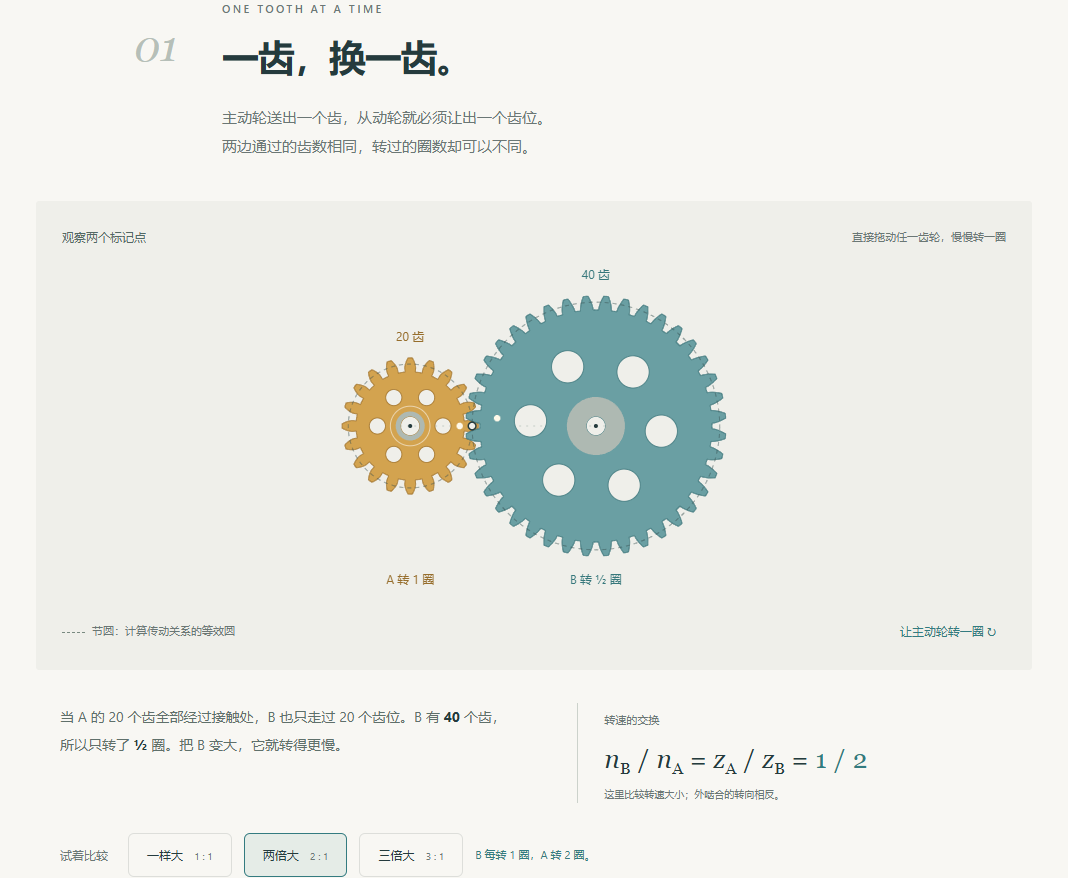 ONE TOOTH AT A TIME
01
一齿，换一齿。
主动轮送出一个齿，从动轮就必须让出一个齿位。
两边通过的齿数相同，转过的圈数却可以不同。
观察两个标记点
直接拖动任一齿轮，慢慢转一圈
40 齿
20 齿
A 转 1 圈
B 转 ½ 圈
节圆：计算传动关系的等效圆
让主动轮转一圈 ↻
当 A 的 20 个齿全部经过接触处，B 也只走过 20 个齿位。B 有 40 个齿，
所以只转了 ½ 圈。把 B 变大，它就转得更慢。
转速的交换
nB / nA = zA / zB = 1 / 2
这里比较转速大小；外啮合的转向相反。
试着比较
一样大 1 : 1
两倍大 2 : 1
三倍大 3 : 1
B 每转 1 圈，A 转 2 圈。